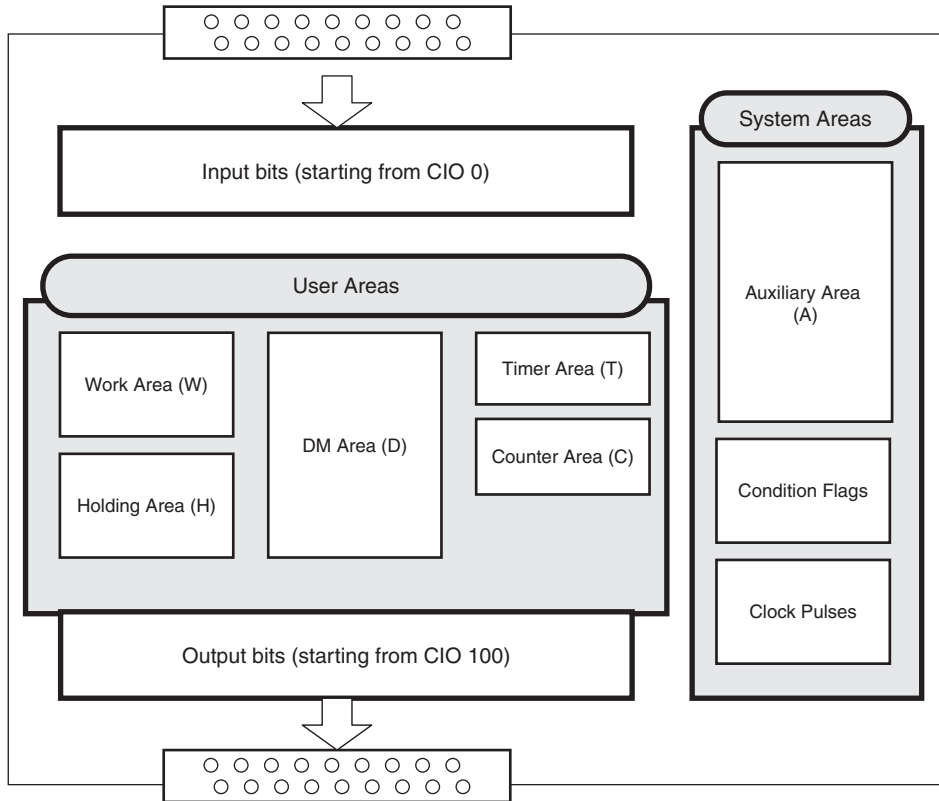 System Areas
Input bits (starting from CIO 0)
User Areas
Auxiliary Area
(A)
Work Area (W)
DM Area (D)
Timer Area (T)
Counter Area (C)
Holding Area (H)
Condition Flags
Clock Pulses
Output bits (starting from CIO 100)